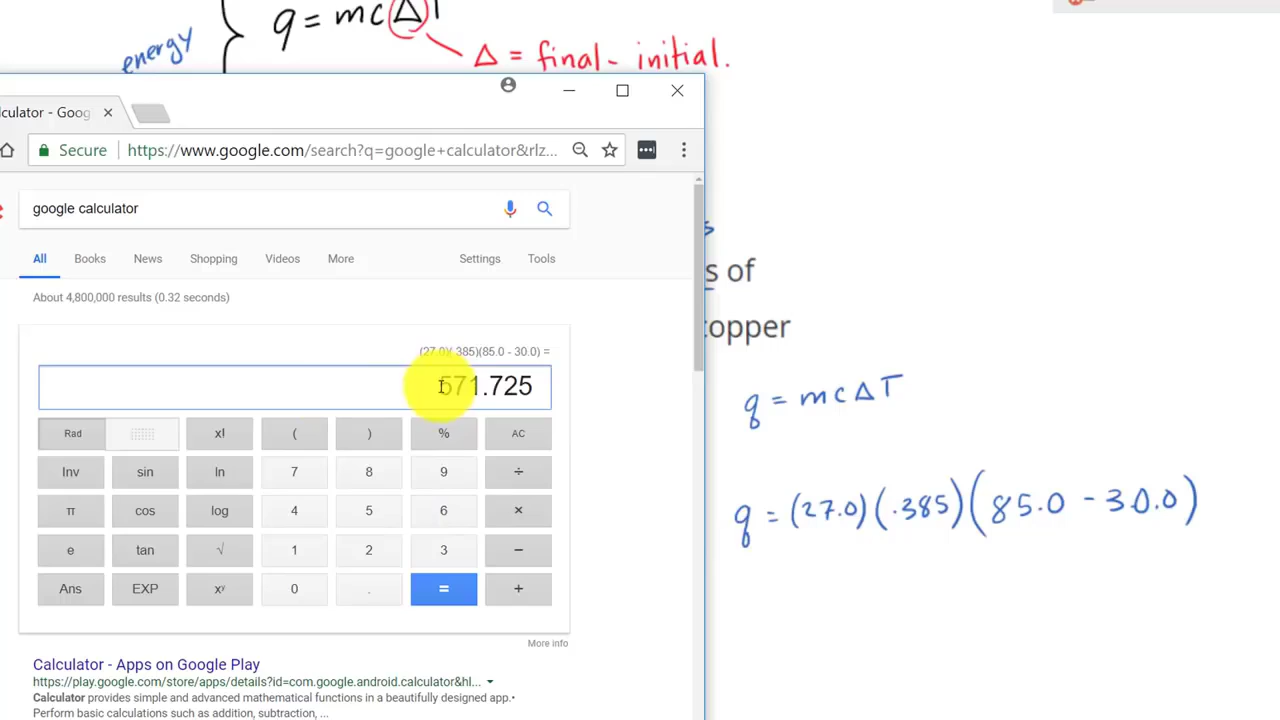 q = mc Δ T
energy
Δ = final - initial.
lculator - Goog
Secure https://www.google.com/search?q=google+calculator&rlz...
google calculator
All Books News Shopping Videos More Settings Tools
About 4,800,000 results (0.32 seconds)
s of
copper
(27.0)(.385)(85.0 - 30.0) =
571.725
q = mc Δ T
Rad x! ( ) % AC
Inv sin ln 7 8 9 ÷
π cos log 4 5 6 ×
e tan √ 1 2 3 −
Ans EXP xʸ 0 . = +
q = (27.0) (.385) (85.0 - 30.0)
More info
Calculator - Apps on Google Play
https://play.google.com/store/apps/details?id=com.google.android.calculator&hl...
Calculator provides simple and advanced mathematical functions in a beautifully designed app.•
Perform basic calculations such as addition, subtraction, ...